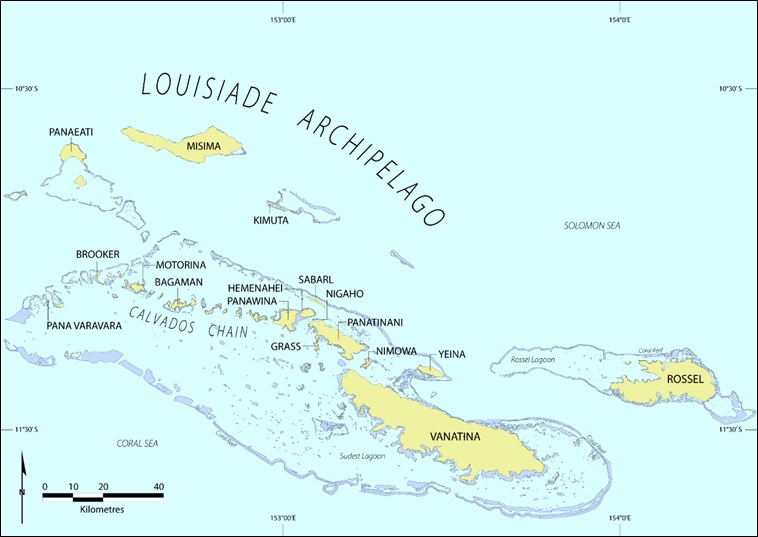 153°00'E
154°0'E
10°30'S
10°30'S
LOUISIADE ARCHIPELAGO
PANAEATI
MISIMA
KIMUTA
SOLOMON SEA
BROOKER
MOTORINA
BAGAMAN
HEMENAHEI
SABARL
PANAWINA
NIGAHO
PANA VARAVARA
CALVADOS CHAIN
PANATINANI
GRASS
NIMOWA
YEINA
Rossel Lagoon
Coral Reef
ROSSEL
11°30'S
11°30'S
CORAL SEA
Coral Reef
Sudest Lagoon
VANATINA
Coral Reef
N
0 10 20 40
Kilometres
153°00'E
154°0'E